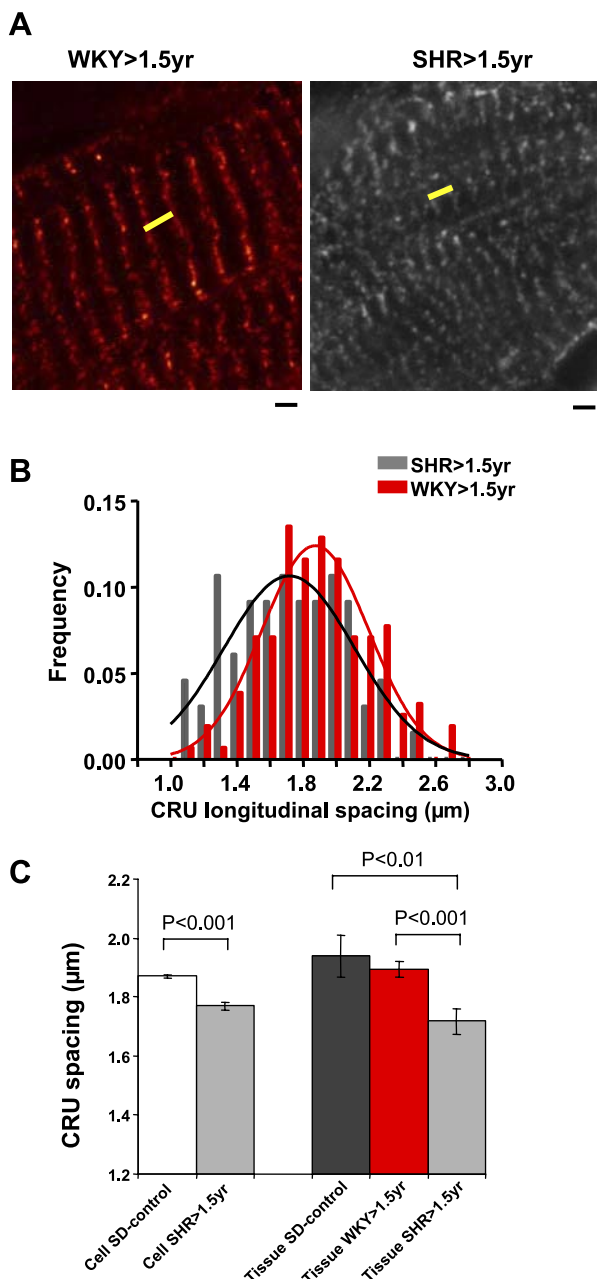 A
WKY>1.5yr SHR>1.5yr
B
SHR>1.5yr
WKY>1.5yr
0.15
0.10
0.05
0.00
Frequency
1.0 1.4 1.8 2.2 2.6 3.0
CRU longitudinal spacing (μm)
C
P<0.01
P<0.001 P<0.001
2.2
2.0
1.8
1.6
1.4
1.2
CRU spacing (μm)
Cell SD-control
Cell SHR>1.5yr
Tissue SD-control
Tissue WKY>1.5yr
Tissue SHR>1.5yr